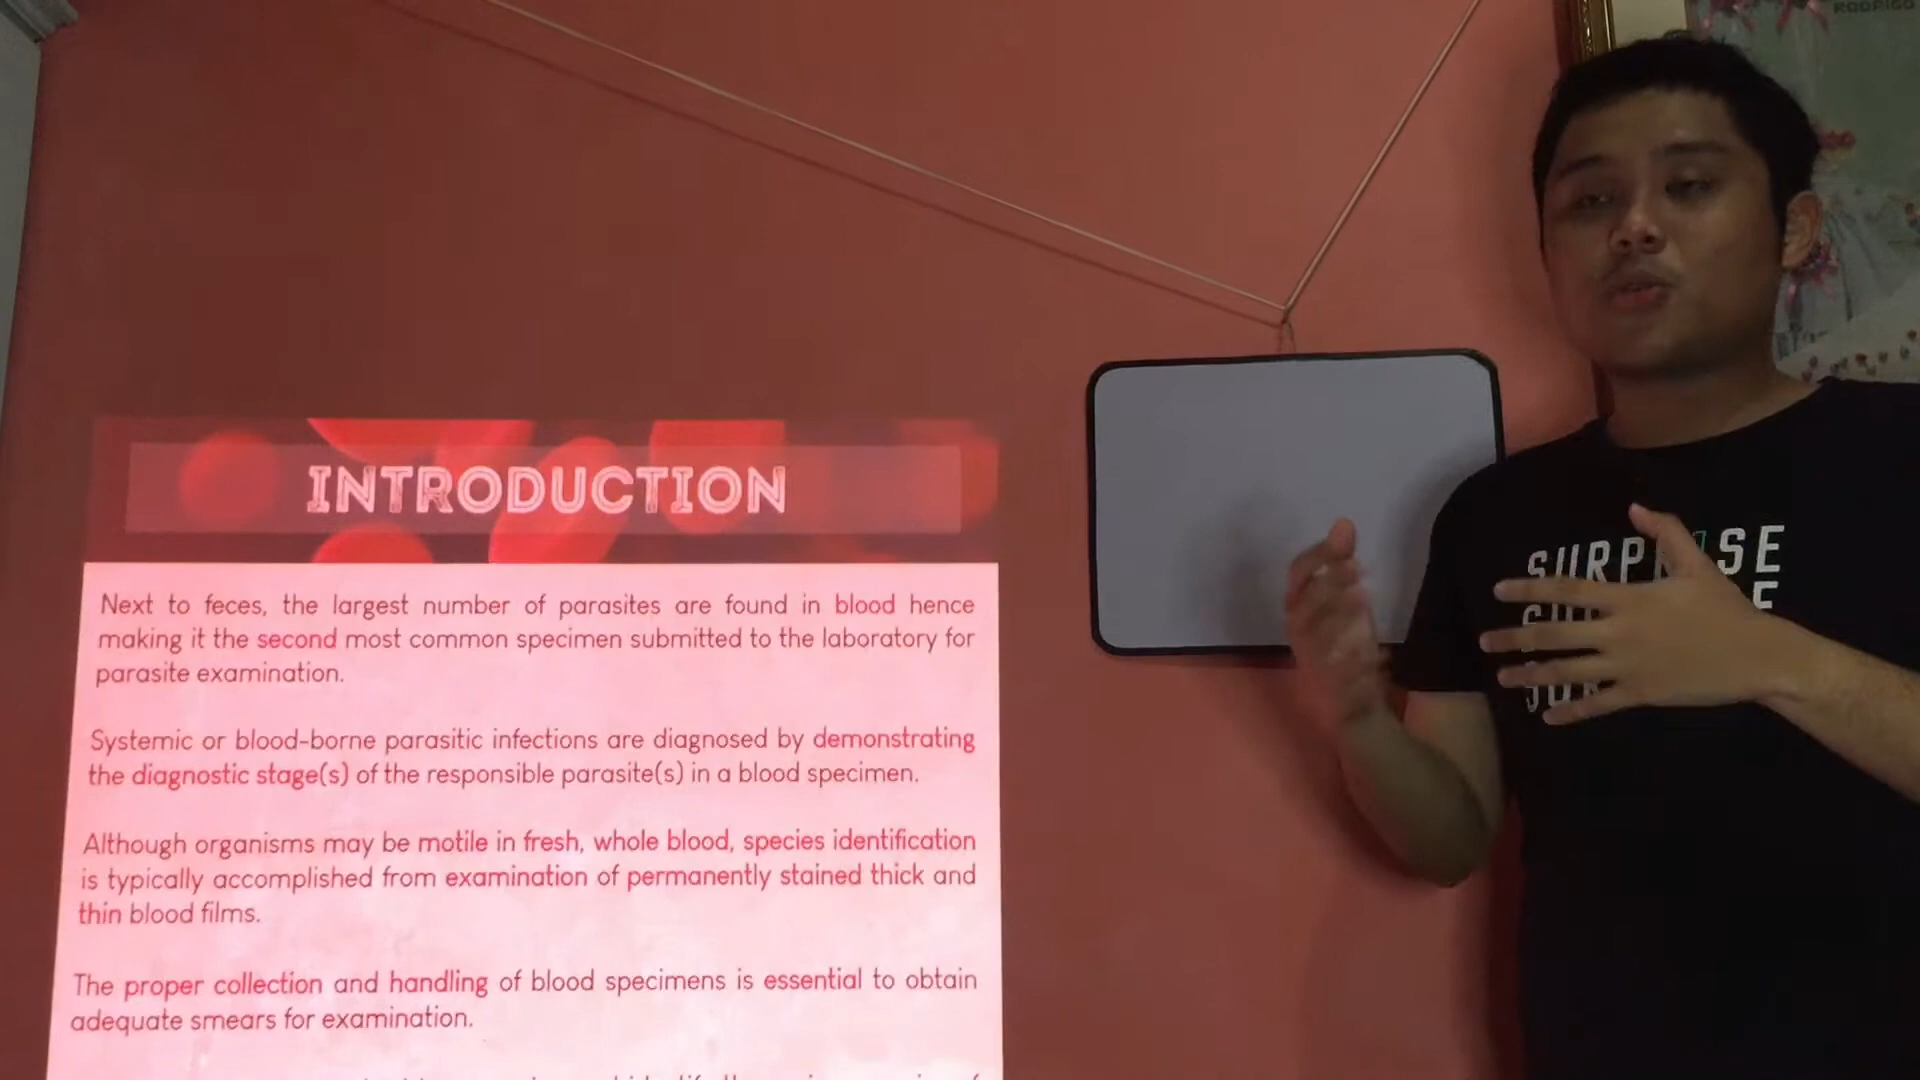 RODRIGO
INTRODUCTION
Next to feces, the largest number of parasites are found in blood hence
making it the second most common specimen submitted to the laboratory for
parasite examination.
Systemic or blood-borne parasitic infections are diagnosed by demonstrating
the diagnostic stage(s) of the responsible parasite(s) in a blood specimen.
Although organisms may be motile in fresh, whole blood, species identification
is typically accomplished from examination of permanently stained thick and
thin blood films.
The proper collection and handling of blood specimens is essential to obtain
adequate smears for examination.